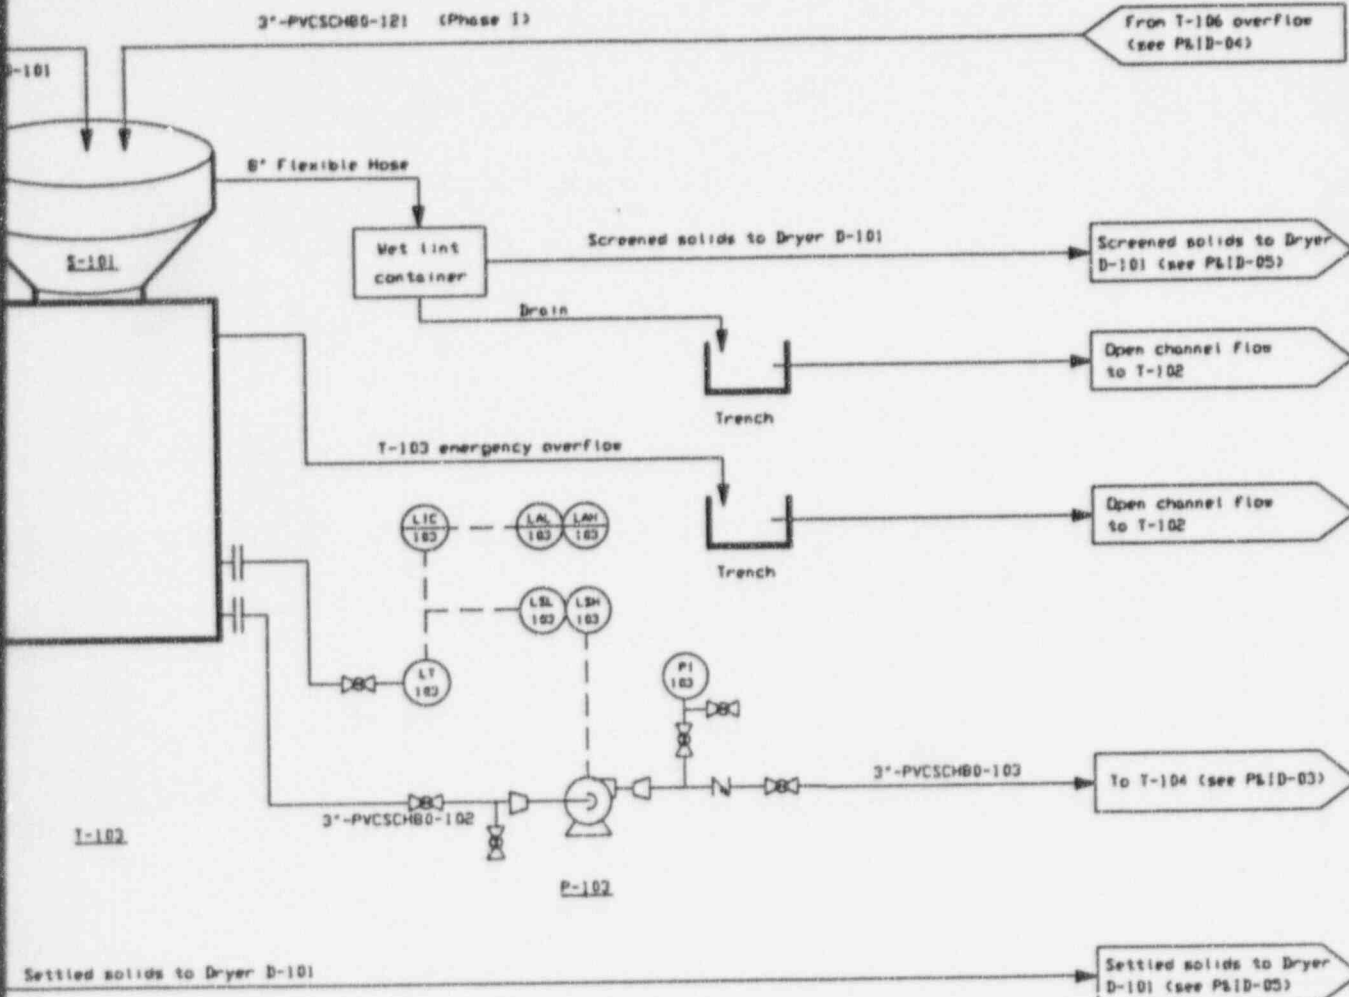 3"-PVCSCH80-121 (Phase I)
From T-106 overflow
(see P&ID-04)
D-101
8" Flexible Hose
Wet lint
container
Screened solids to Dryer D-101
Screened solids to Dryer
D-101 (see P&ID-05)
S-101
Drain
Open channel flow
to T-102
Trench
T-103 emergency overflow
LIC
103
LAL
103
LAH
103
Open channel flow
to T-102
Trench
LSL
103
LSH
103
LT
103
PI
103
3"-PVCSCH80-103
To T-104 (see P&ID-03)
3"-PVCSCH80-102
T-103
P-103
Settled solids to Dryer D-101
Settled solids to Dryer
D-101 (see P&ID-05)